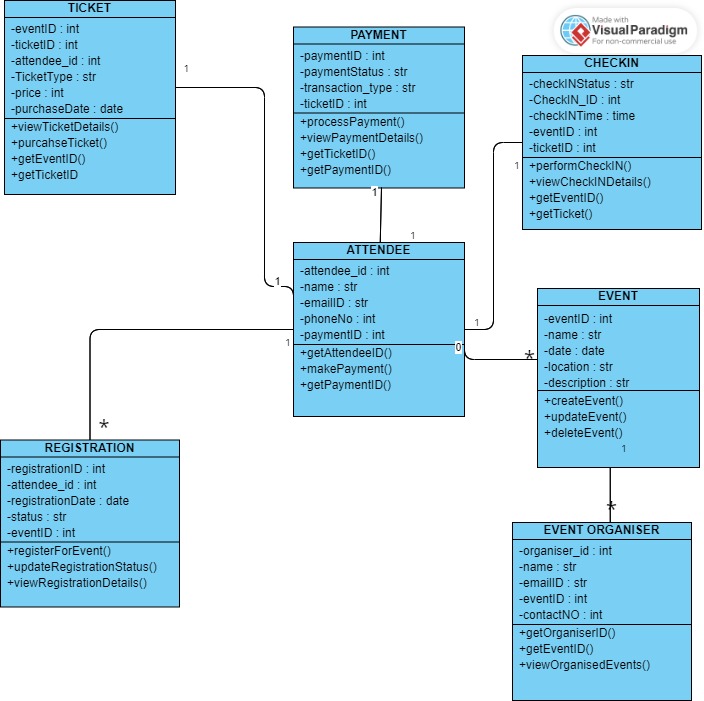 TICKET
-eventID : int
-ticketID : int
-attendee_id : int
-TicketType : str
-price : int
-purchaseDate : date
+viewTicketDetails()
+purcahseTicket()
+getEventID()
+getTicketID
1
PAYMENT
-paymentID : int
-paymentStatus : str
-transaction_type : str
-ticketID : int
+processPayment()
+viewPaymentDetails()
+getTicketID()
+getPaymentID()
1
1
Made with
Visual Paradigm
For non-commercial use
CHECKIN
-checkINStatus : str
-CheckIN_ID : int
-checkINTime : time
-eventID : int
-ticketID : int
+performCheckIN()
+viewCheckINDetails()
+getEventID()
+getTicket()
1
1
ATTENDEE
-attendee_id : int
-name : str
-emailID : str
-phoneNo : int
-paymentID : int
+getAttendeeID()
+makePayment()
+getPaymentID()
1
1
0
*
EVENT
-eventID : int
-name : str
-date : date
-location : str
-description : str
+createEvent()
+updateEvent()
+deleteEvent()
1
*
*
REGISTRATION
-registrationID : int
-attendee_id : int
-registrationDate : date
-status : str
-eventID : int
+registerForEvent()
+updateRegistrationStatus()
+viewRegistrationDetails()
EVENT ORGANISER
-organiser_id : int
-name : str
-emailID : str
-eventID : int
-contactNO : int
+getOrganiserID()
+getEventID()
+viewOrganisedEvents()